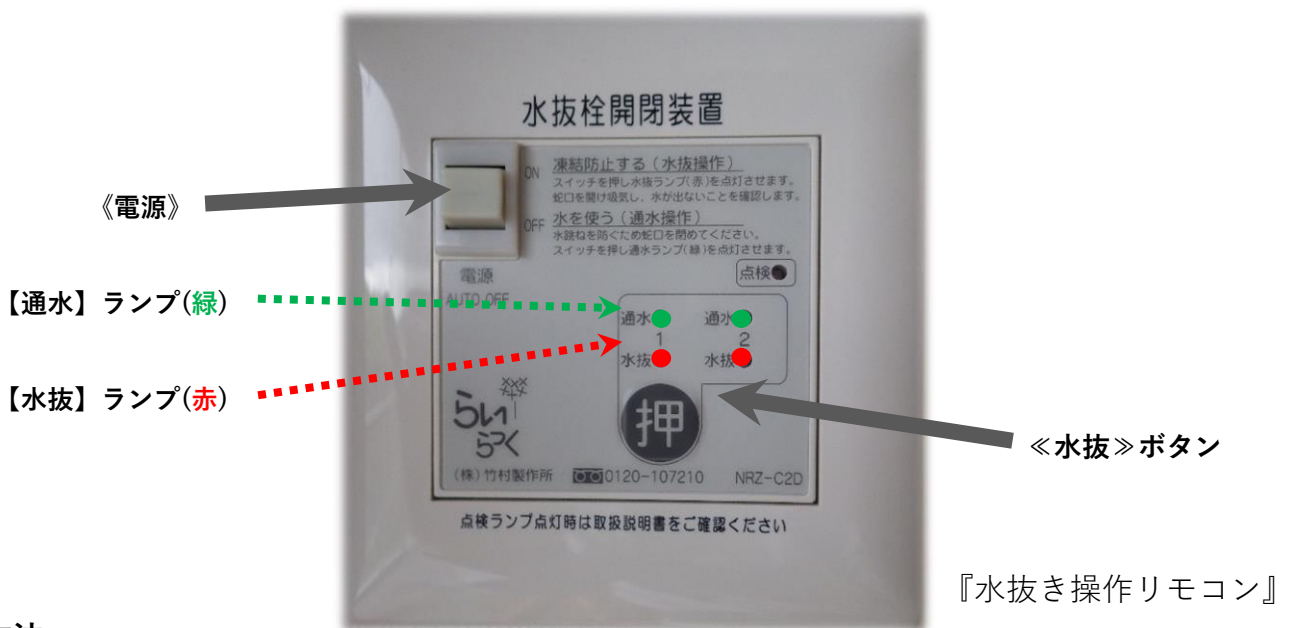 水抜栓開閉装置
ON 凍結防止する(水抜操作)
スイッチを押し水抜ランプ(赤)を点灯させます。
蛇口を開け吸気し、水が出ないことを確認します。
《電源》
OFF 水を使う(通水操作)
水跳ねを防ぐため蛇口を閉めてください。
スイッチを押し通水ランプ(緑)を点灯させます。
電源
点検
【通水】ランプ(緑)
AUTO OFF
通水 通水
1 2
水抜 水抜
【水抜】ランプ(赤)
らいらっく
押
≪水抜≫ボタン
(株)竹村製作所 0120-107210 NRZ-C2D
点検ランプ点灯時は取扱説明書をご確認ください
『水抜き操作リモコン』